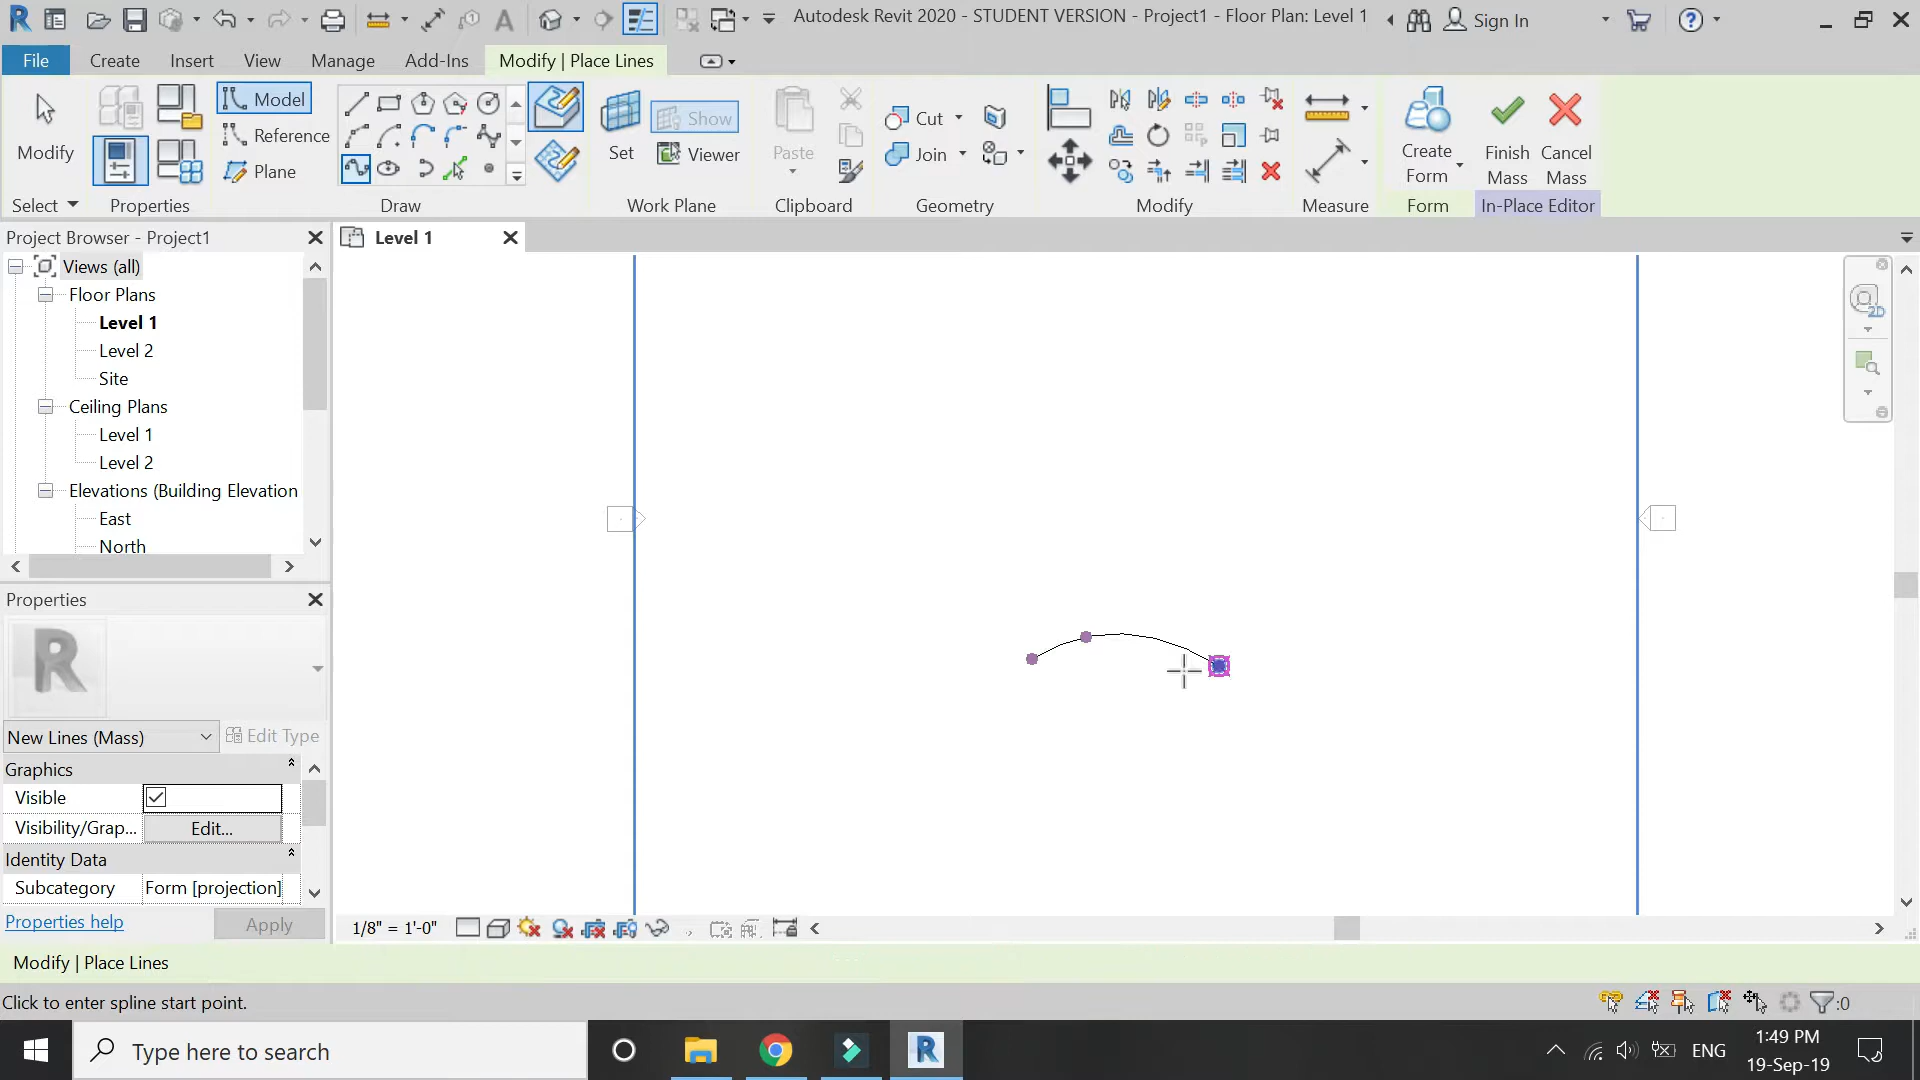 Autodesk Revit 2020 - STUDENT VERSION - Project1 - Floor Plan: Level 1
Sign In
File
Create
Insert
View
Manage
Add-Ins
Modify | Place Lines
Modify
Model
Reference
Plane
Set
Show
Viewer
Paste
Cut
Join
Create Form
Finish Mass
Cancel Mass
Select
Properties
Draw
Work Plane
Clipboard
Geometry
Modify
Measure
Form
In-Place Editor
Project Browser - Project1
Level 1
Views (all)
Floor Plans
Level 1
Level 2
Site
Ceiling Plans
Level 1
Level 2
Elevations (Building Elevation
East
North
Properties
R
New Lines (Mass)
Edit Type
Graphics
Visible
Visibility/Grap...
Edit...
Identity Data
Subcategory
Form [projection]
Properties help
Apply
1/8" = 1'-0"
2D
Modify | Place Lines
Click to enter spline start point.
:0
Type here to search
ENG
1:49 PM
19-Sep-19